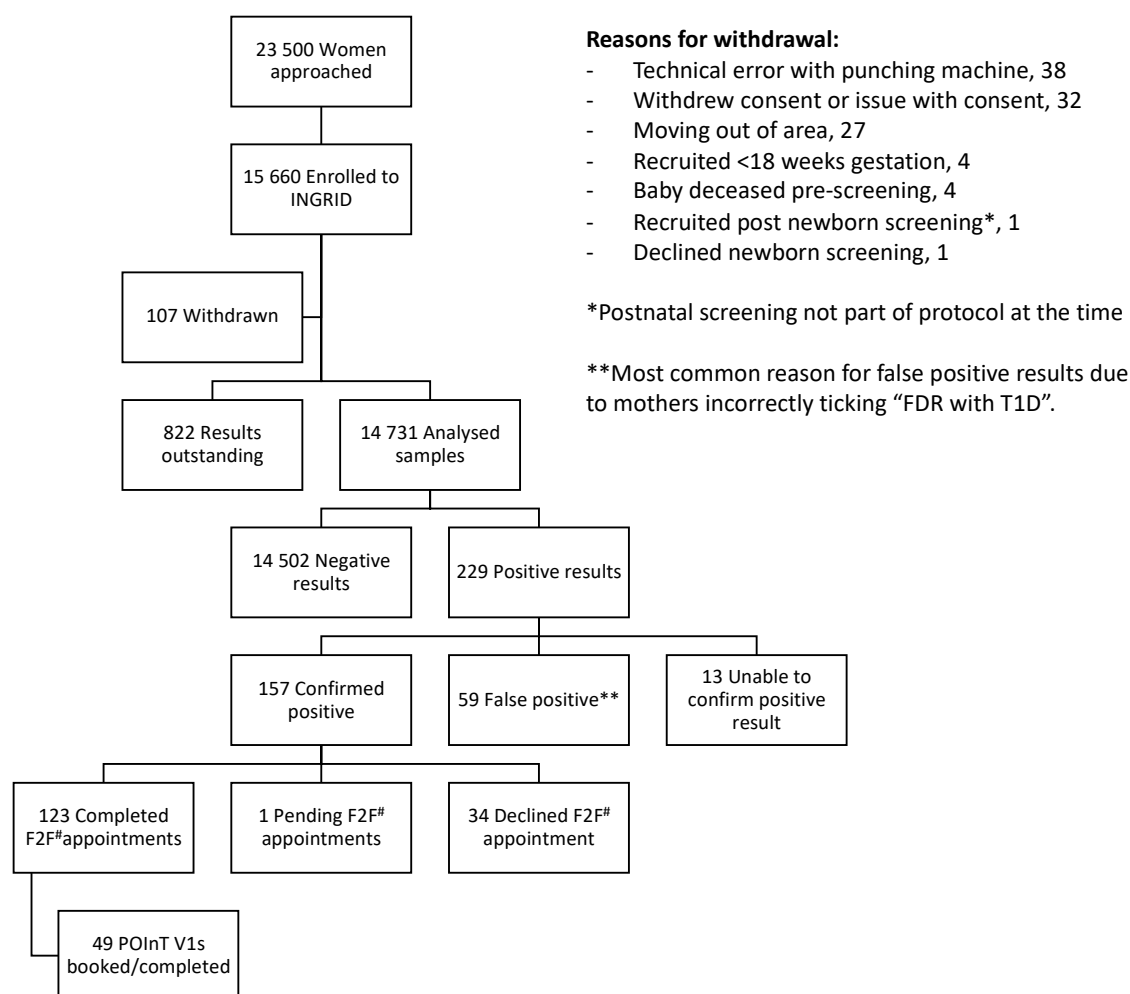 23 500 Women
approached
15 660 Enrolled to
INGRID
107 Withdrawn
822 Results
outstanding
14 731 Analysed
samples
14 502 Negative
results
229 Positive results
157 Confirmed
positive
59 False positive**
13 Unable to
confirm positive
result
123 Completed
F2F# appointments
1 Pending F2F#
appointments
34 Declined F2F#
appointment
49 POInT V1s
booked/completed
Reasons for withdrawal:
- Technical error with punching machine, 38
- Withdrew consent or issue with consent, 32
- Moving out of area, 27
- Recruited <18 weeks gestation, 4
- Baby deceased pre-screening, 4
- Recruited post newborn screening*, 1
- Declined newborn screening, 1
*Postnatal screening not part of protocol at the time
**Most common reason for false positive results due
to mothers incorrectly ticking “FDR with T1D”.